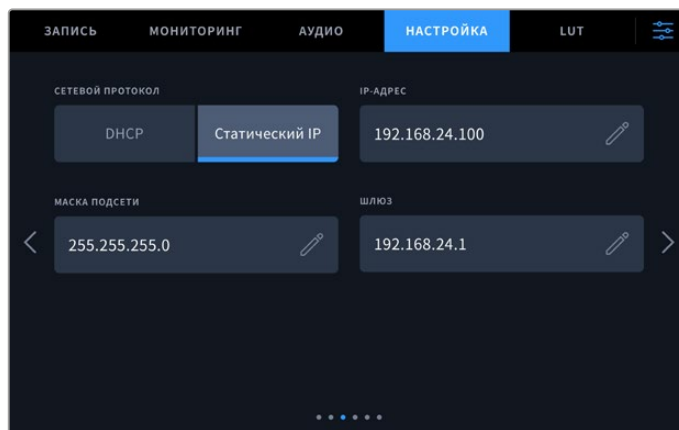 ЗАПИСЬ МОНИТОРИНГ АУДИО НАСТРОЙКА LUT
СЕТЕВОЙ ПРОТОКОЛ
DHCP Статический IP
IP-АДРЕС
192.168.24.100
МАСКА ПОДСЕТИ
255.255.255.0
ШЛЮЗ
192.168.24.1